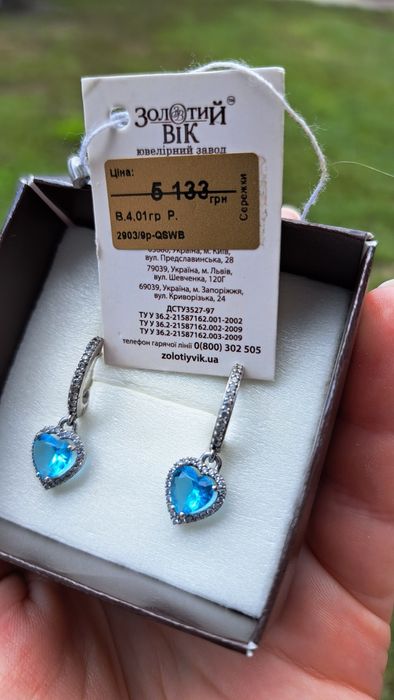 ЗОЛОТИЙ™
ВІК
ювелірний завод
Ціна:
5 133 грн
В.4,01гр Р.
2903/9р-QSWB
Сережки
Україна, м. Київ,
вул. Предславинська, 28
79039, Україна, м. Львів,
вул. Шевченка, 120Г
69039, Україна, м. Запоріжжя,
вул. Криворізька, 24
ДСТУ3527-97
ТУ У 36.2-21587162.001-2002
ТУ У 36.2-21587162.002-2009
ТУ У 36.2-21587162.003-2009
телефон гарячої лінії 0(800) 302 505
zolotiyvik.ua